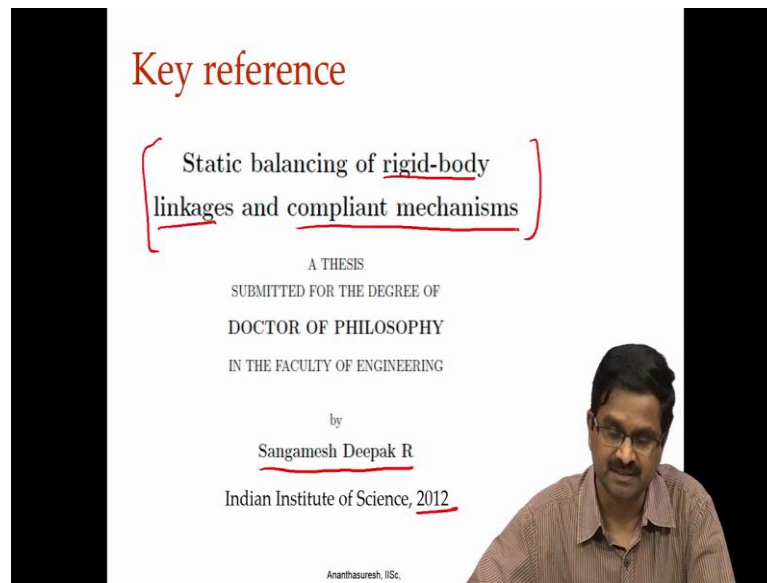 Key reference
Static balancing of rigid-body
linkages and compliant mechanisms
A THESIS
SUBMITTED FOR THE DEGREE OF
DOCTOR OF PHILOSOPHY
IN THE FACULTY OF ENGINEERING
by
Sangamesh Deepak R
Indian Institute of Science, 2012
Ananthasuresh, IISc,